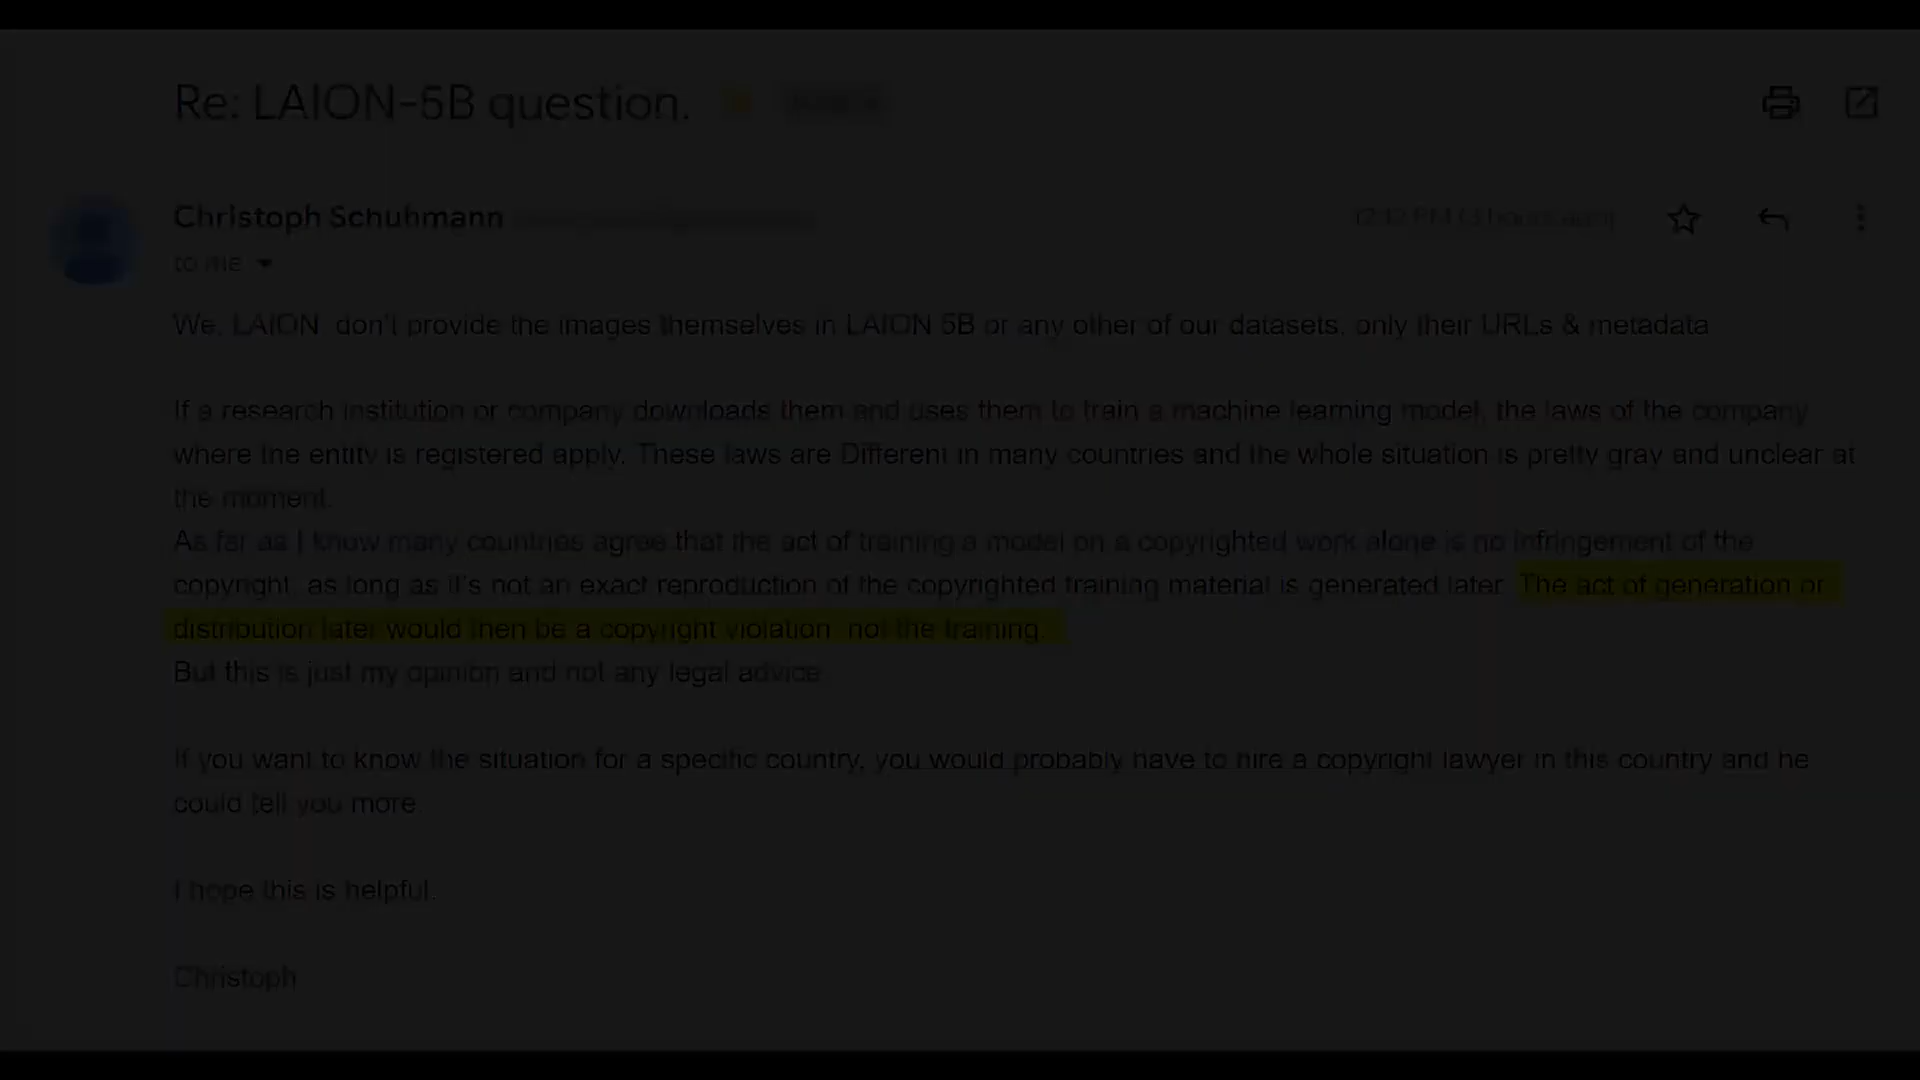 Re: LAION-5B question.
Christoph Schuhmann
to me
We, LAION, don't provide the images themselves in LAION 5B or any other of our datasets, only their URLs & metadata
If a research institution or company downloads them and uses them to train a machine learning model, the laws of the company
where the entity is registered apply. These laws are Different in many countries and the whole situation is pretty gray and unclear at
the moment.
As far as I know many countries agree that the act of training a model on a copyrighted work alone is no infringement of the
copyright, as long as it's not an exact reproduction of the copyrighted training material is generated later. The act of generation or
distribution later would then be a copyright violation, not the training.
But this is just my opinion and not any legal advice.
If you want to know the situation for a specific country, you would probably have to hire a copyright lawyer in this country and he
could tell you more.
I hope this is helpful.
Christoph